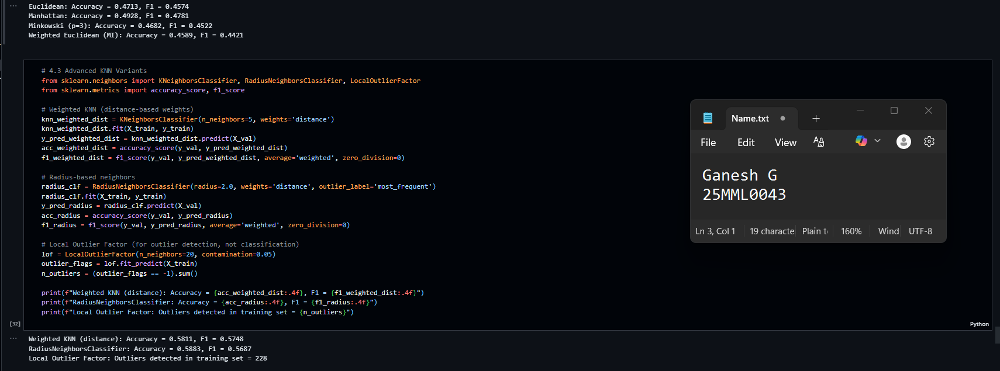 Euclidean: Accuracy = 0.4713, F1 = 0.4574
Manhattan: Accuracy = 0.4928, F1 = 0.4781
Minkowski (p=3): Accuracy = 0.4682, F1 = 0.4522
Weighted Euclidean (MI): Accuracy = 0.4589, F1 = 0.4421
# 4.3 Advanced KNN Variants
from sklearn.neighbors import KNeighborsClassifier, RadiusNeighborsClassifier, LocalOutlierFactor
from sklearn.metrics import accuracy_score, f1_score
# Weighted KNN (distance-based weights)
knn_weighted_dist = KNeighborsClassifier(n_neighbors=5, weights='distance')
knn_weighted_dist.fit(X_train, y_train)
y_pred_weighted_dist = knn_weighted_dist.predict(X_val)
acc_weighted_dist = accuracy_score(y_val, y_pred_weighted_dist)
f1_weighted_dist = f1_score(y_val, y_pred_weighted_dist, average='weighted', zero_division=0)
# Radius-based neighbors
radius_clf = RadiusNeighborsClassifier(radius=2.0, weights='distance', outlier_label='most_frequent')
radius_clf.fit(X_train, y_train)
y_pred_radius = radius_clf.predict(X_val)
acc_radius = accuracy_score(y_val, y_pred_radius)
f1_radius = f1_score(y_val, y_pred_radius, average='weighted', zero_division=0)
# Local Outlier Factor (for outlier detection, not classification)
lof = LocalOutlierFactor(n_neighbors=20, contamination=0.05)
outlier_flags = lof.fit_predict(X_train)
n_outliers = (outlier_flags == -1).sum()
print(f"Weighted KNN (distance): Accuracy = {acc_weighted_dist:.4f}, F1 = {f1_weighted_dist:.4f}")
print(f"RadiusNeighborsClassifier: Accuracy = {acc_radius:.4f}, F1 = {f1_radius:.4f}")
print(f"Local Outlier Factor: Outliers detected in training set = {n_outliers}")
[32]
Python
Weighted KNN (distance): Accuracy = 0.5811, F1 = 0.5748
RadiusNeighborsClassifier: Accuracy = 0.5883, F1 = 0.5687
Local Outlier Factor: Outliers detected in training set = 228
Name.txt
File Edit View
Ganesh G
25MML0043
Ln 3, Col 1 19 characte Plain t 160% Wind UTF-8